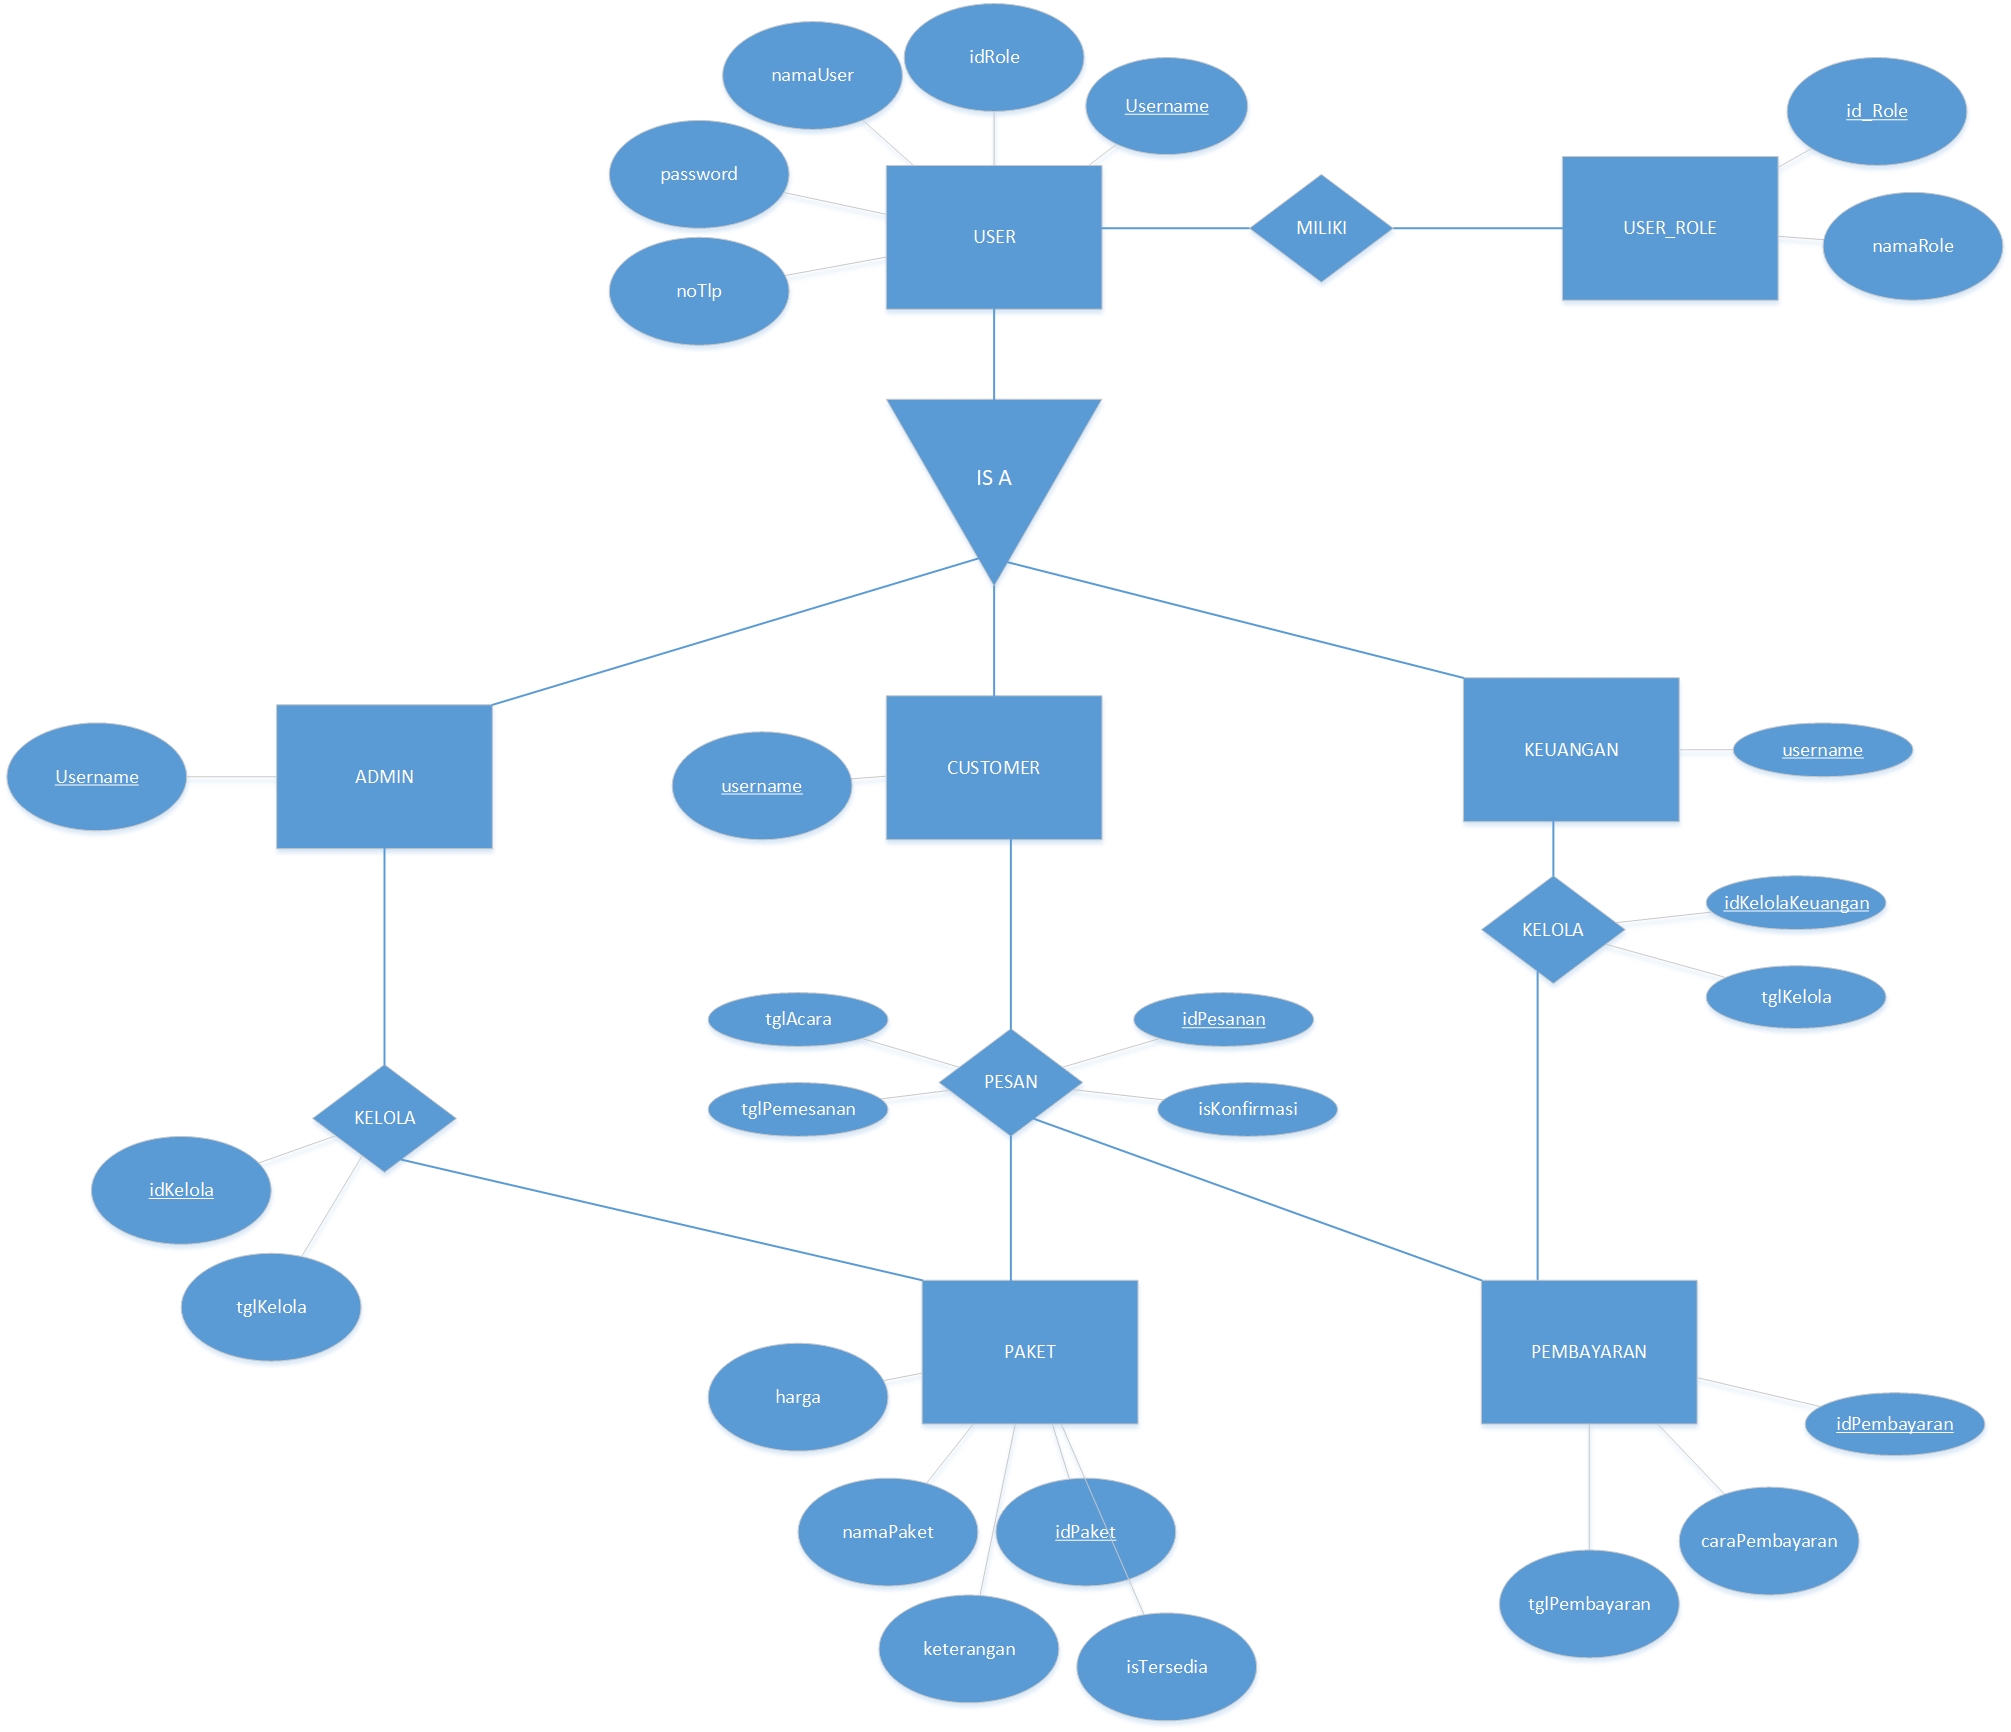 idRole
namaUser
Username
id_Role
password
USER
MILIKI
USER_ROLE
namaRole
noTlp
IS A
Username
ADMIN
username
CUSTOMER
KEUANGAN
username
idKelolaKeuangan
KELOLA
tglKelola
tglAcara
idPesanan
PESAN
tglPemesanan
isKonfirmasi
KELOLA
idKelola
tglKelola
PAKET
PEMBAYARAN
harga
idPembayaran
namaPaket
idPaket
caraPembayaran
tglPembayaran
keterangan
isTersedia